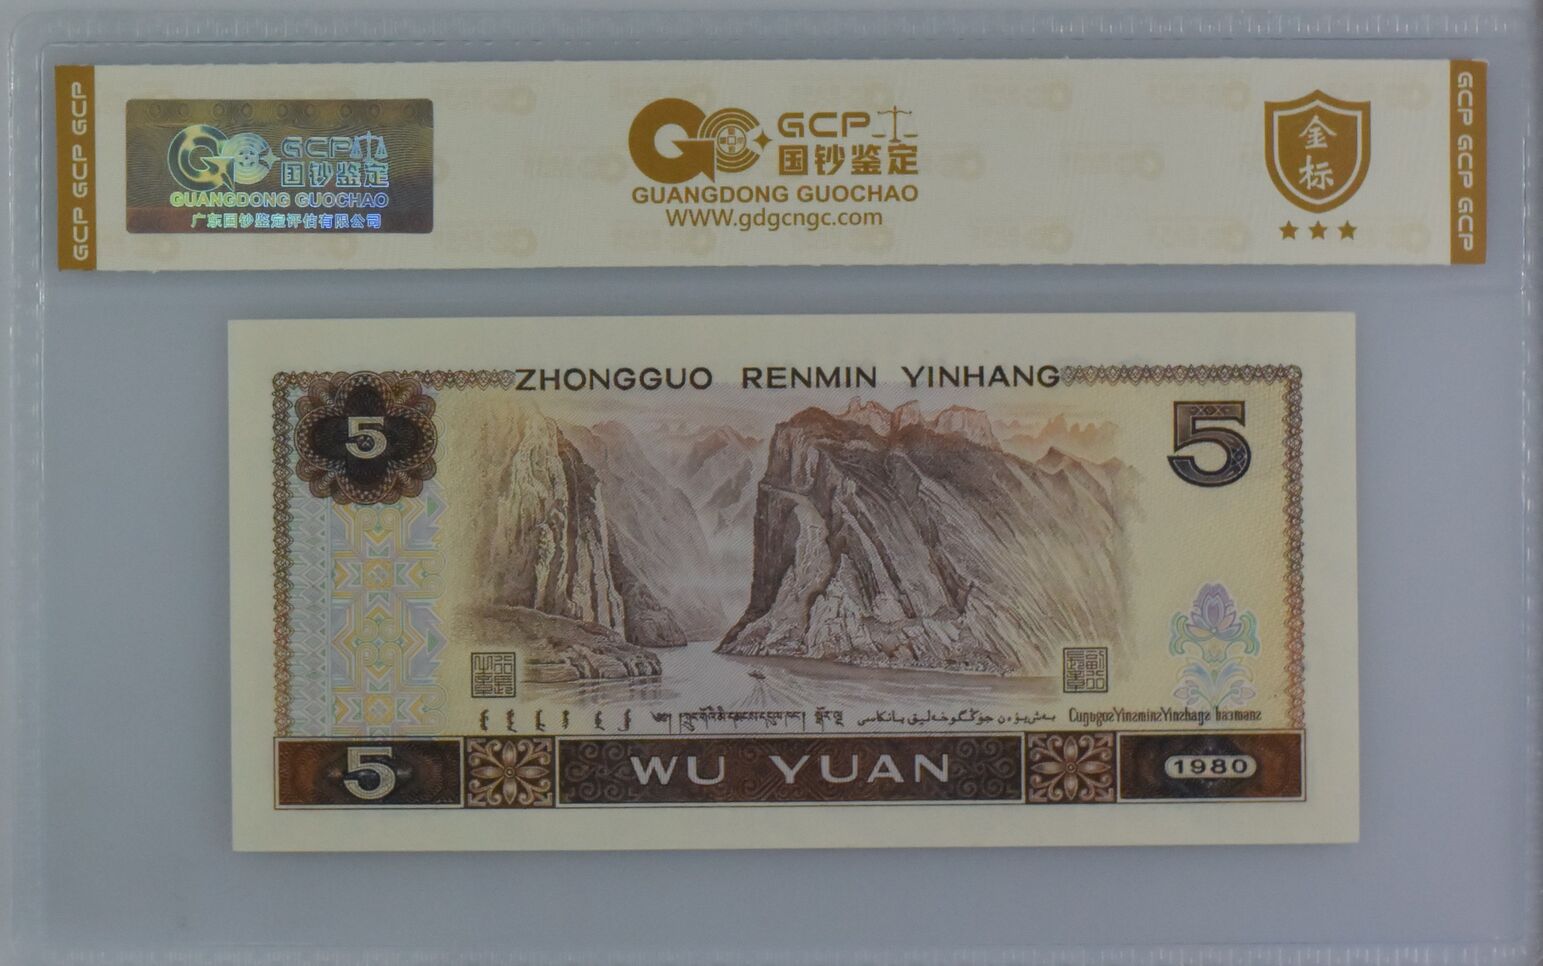 GCP GCP GCP
GCP
国钞鉴定
GUANGDONG GUOCHAO
广东国钞鉴定评估有限公司
GCP
国钞鉴定
GUANGDONG GUOCHAO
WWW.gdgcngc.com
金标
GCP GCP GCP
ZHONGGUO RENMIN YINHANG
5
5
5
WU YUAN
1980